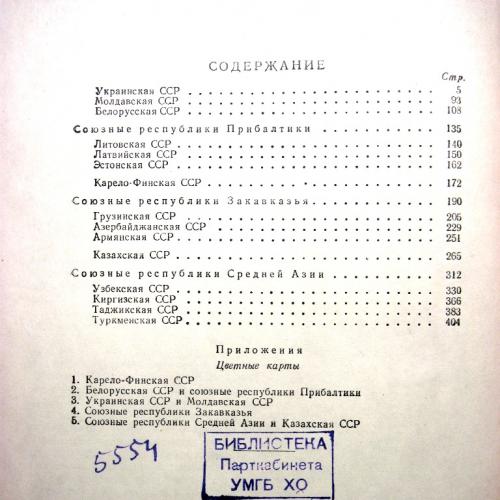 СОДЕРЖАНИЕ
Стр.
Украинская ССР . . . . . . . . . . . . . . . . . . 5
Молдавская ССР . . . . . . . . . . . . . . . . . . 93
Белорусская ССР . . . . . . . . . . . . . . . . . . 108
Союзные республики Прибалтики . . . . . . . . . . . 135
Литовская ССР . . . . . . . . . . . . . . . . . . 140
Латвийская ССР . . . . . . . . . . . . . . . . . . 150
Эстонская ССР . . . . . . . . . . . . . . . . . . 162
Карело-Финская ССР . . . . . . . . . . . . . . . . 172
Союзные республики Закавказья . . . . . . . . . . . 190
Грузинская ССР . . . . . . . . . . . . . . . . . . 205
Азербайджанская ССР . . . . . . . . . . . . . . . . 229
Армянская ССР . . . . . . . . . . . . . . . . . . 251
Казахская ССР . . . . . . . . . . . . . . . . . . 265
Союзные республики Средней Азии . . . . . . . . . . 312
Узбекская ССР . . . . . . . . . . . . . . . . . . 330
Киргизская ССР . . . . . . . . . . . . . . . . . . 366
Таджикская ССР . . . . . . . . . . . . . . . . . . 383
Туркменская ССР . . . . . . . . . . . . . . . . . . 404
Приложения
Цветные карты
1. Карело-Финская ССР
2. Белорусская ССР и союзные республики Прибалтики
3. Украинская ССР и Молдавская ССР
4. Союзные республики Закавказья
5. Союзные республики Средней Азии и Казахская ССР
5554
БИБЛИОТЕКА
Парткабинета
УМГБ ХО